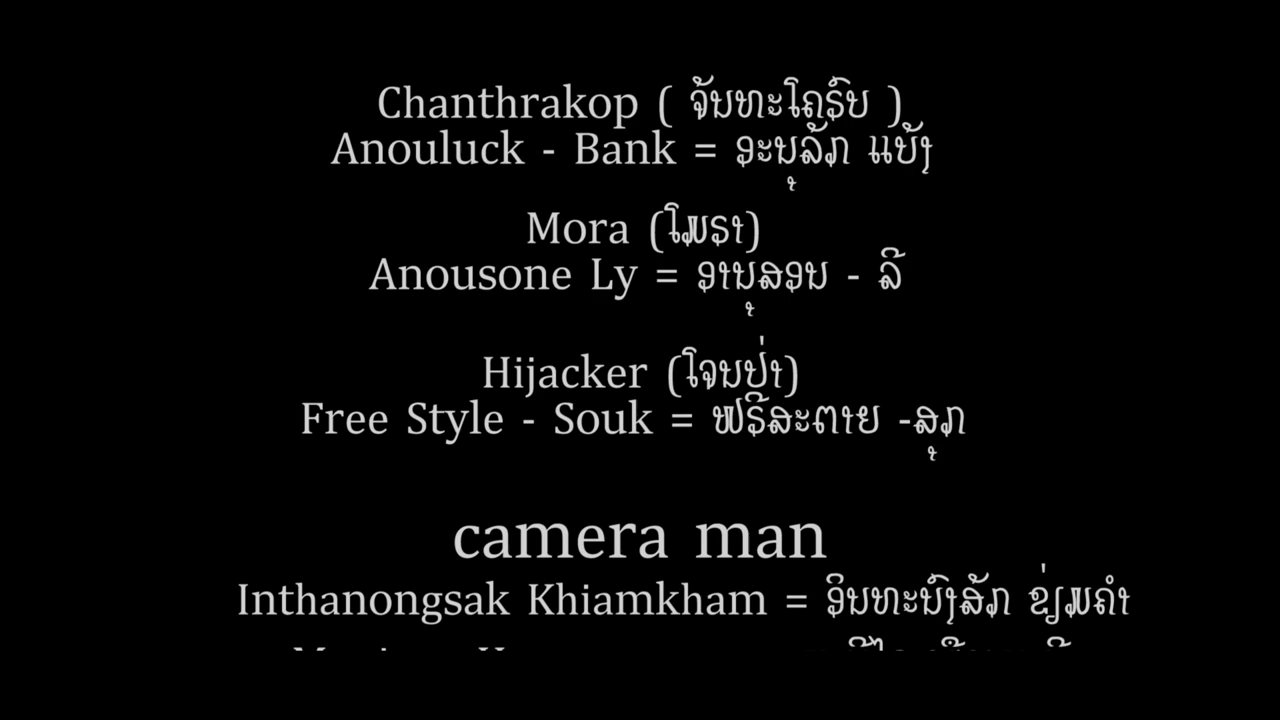 Chanthrakop ( ຈັນທະໂຄຣົບ )
Anouluck - Bank = ອະນຸລັກ ແບັງ
Mora (ໂມຣາ)
Anousone Ly = ອານຸສອນ - ລີ
Hijacker (ໂຈນປ່າ)
Free Style - Souk = ຟຣີສະຕາຍ -ສຸກ
camera man
Inthanongsak Khiamkham = ອິນທະນົງສັກ ຂ່ຽມຄຳ